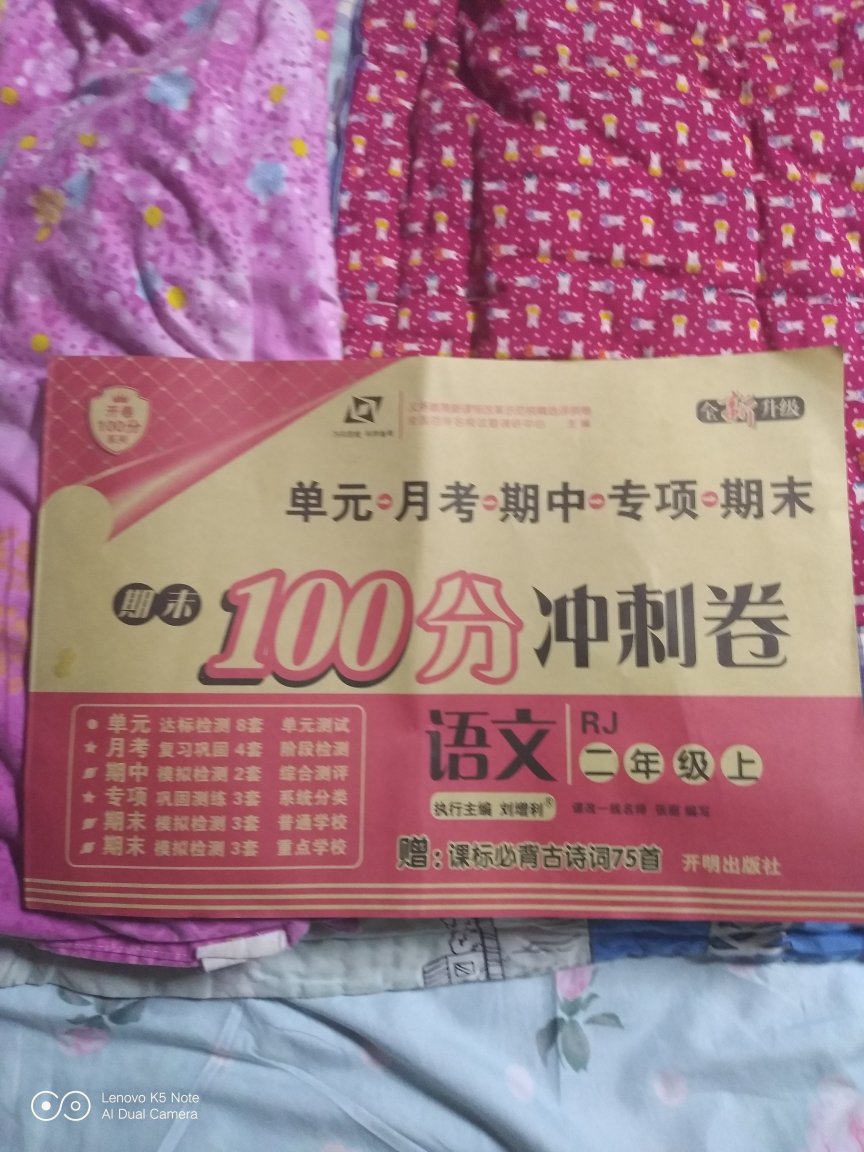 开卷
100分
系列
全新升级
主编
单元-月考-期中-专项-期末
期末100分冲刺卷
语文
RJ
二年级上
●单元 达标检测 8套 单元测试
★月考 复习巩固 4套 阶段检测
期中 模拟检测 2套 综合测评
★专项 巩固测练 3套 系统分类
期末 模拟检测 3套 普通学校
期末 模拟检测 3套 重点学校
执行主编 刘增利®
课改一线名师 编写
赠:课标必背古诗词75首
开明出版社
Lenovo K5 Note
AI Dual Camera